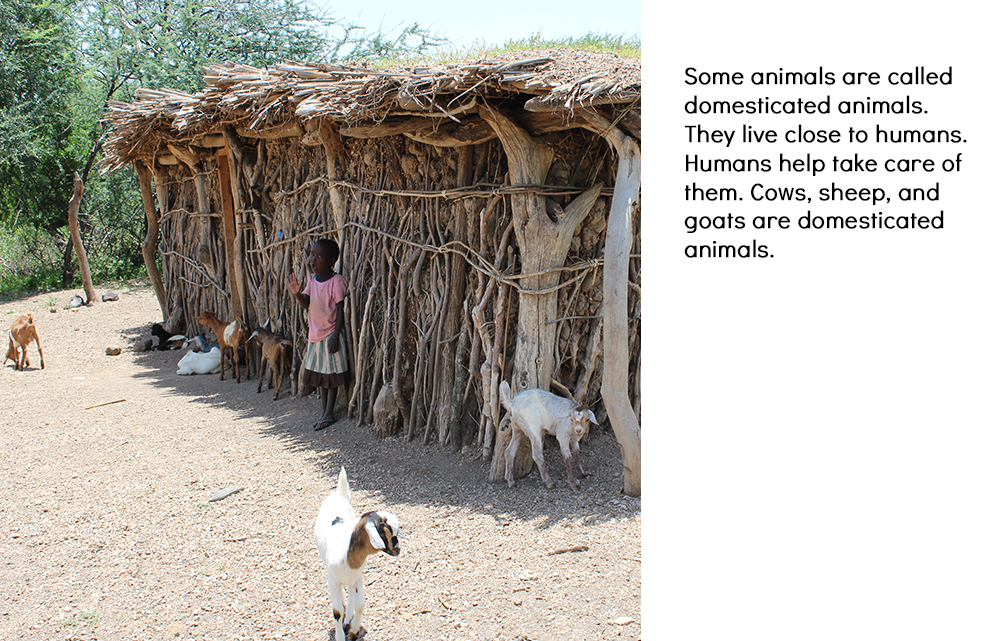 Some animals are called
domesticated animals.
They live close to humans.
Humans help take care of
them. Cows, sheep, and
goats are domesticated
animals.